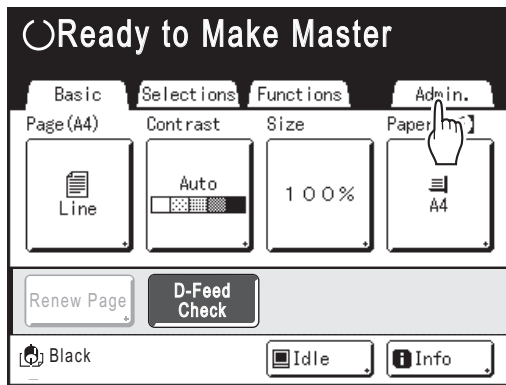 Ready to Make Master
Basic Selections Functions Admin.
Page(A4) Contrast Size Paper
Line Auto 100% A4
Renew Page D-Feed Check
Black Idle Info